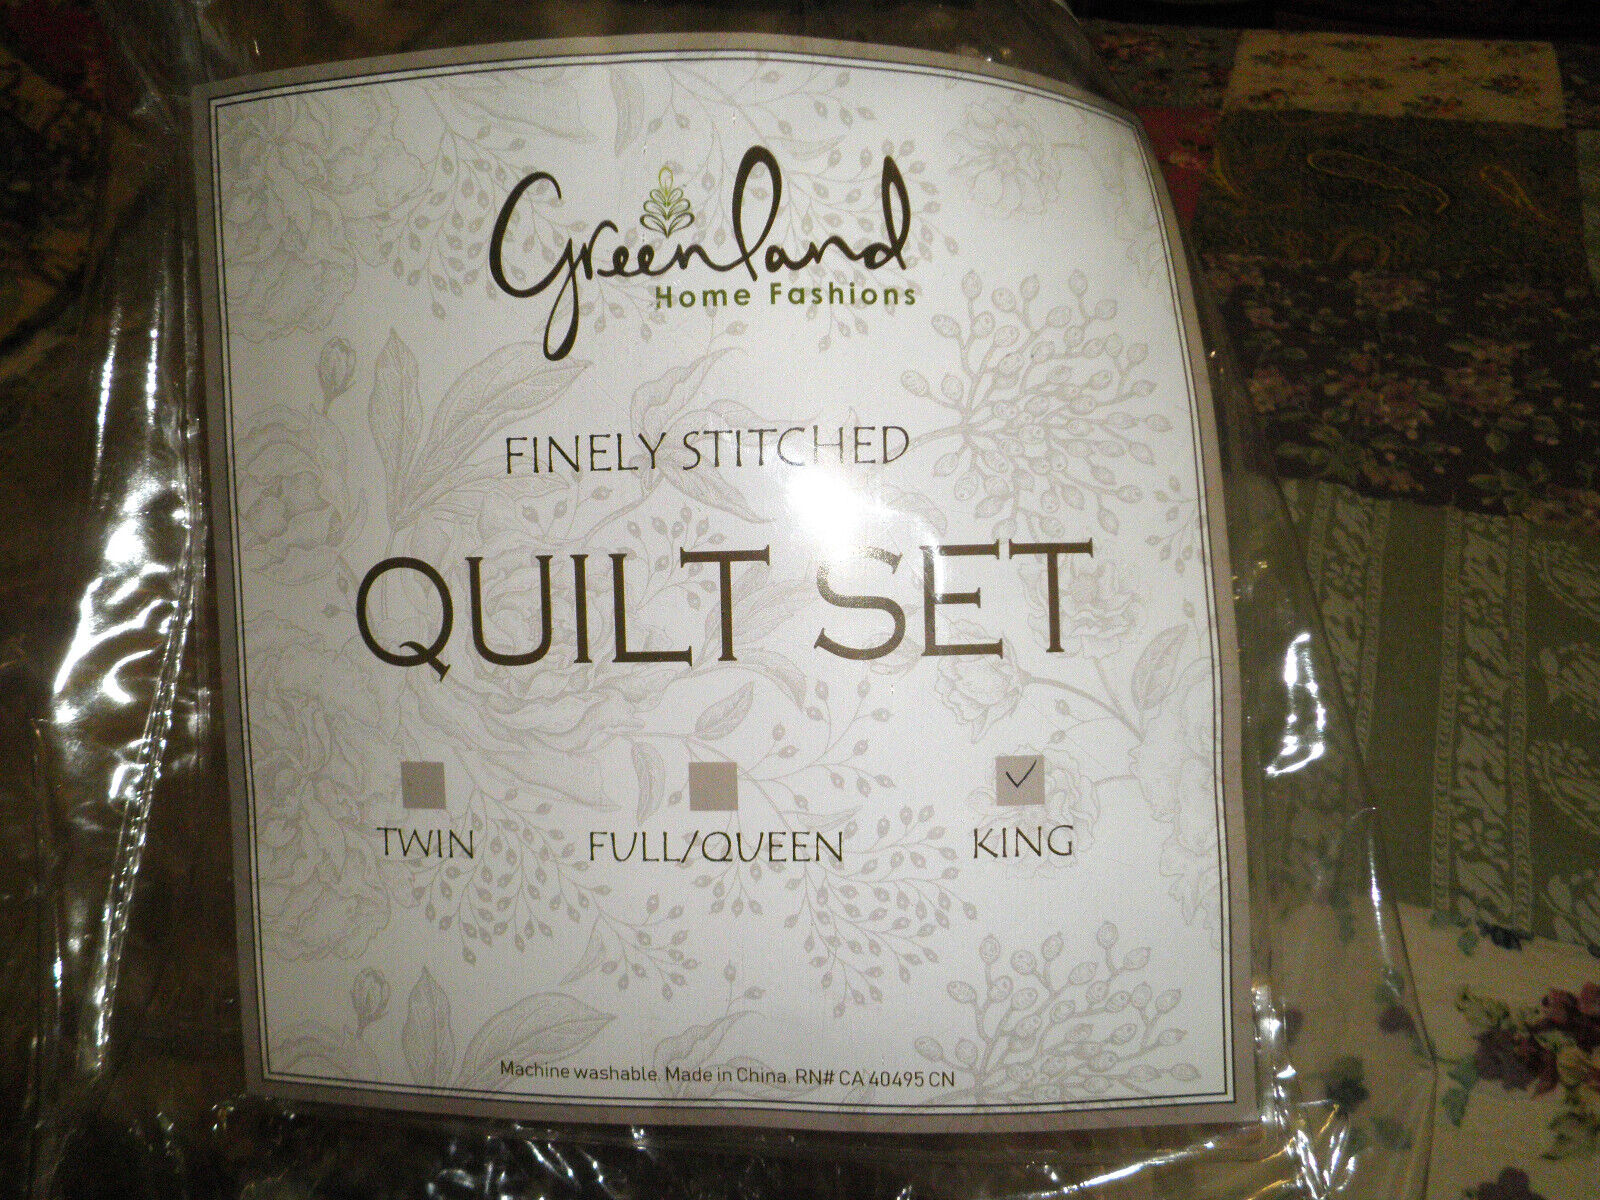 Greenland
Home Fashions
FINELY STITCHED
QUILT SET
TWIN FULL/QUEEN KING
Machine washable. Made in China. RN# CA 40495 CN